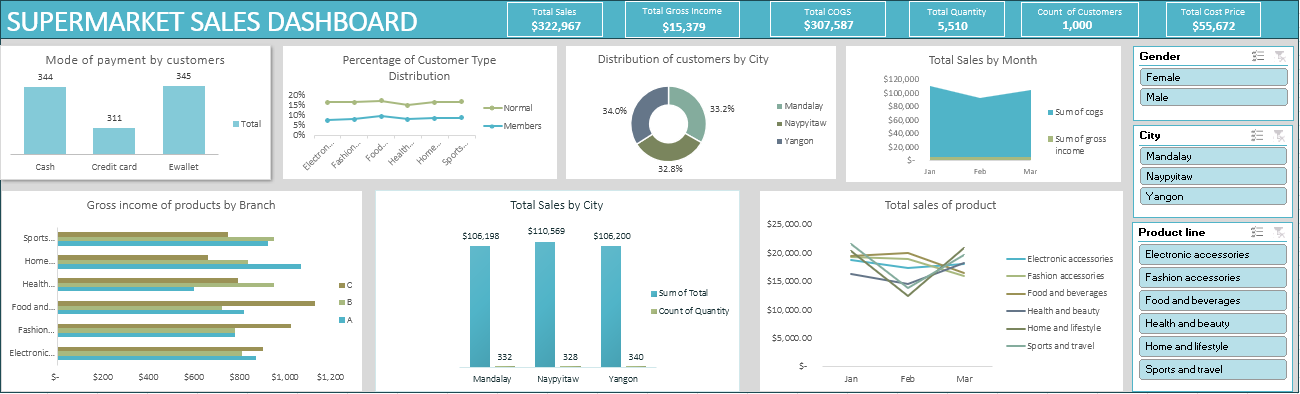 SUPERMARKET SALES DASHBOARD
Total Sales
$322,967
Total Gross Income
$15,379
Total COGS
$307,587
Total Quantity
5,510
Count of Customers
1,000
Total Cost Price
$55,672
Mode of payment by customers
344
311
345
Cash
Credit card
Ewallet
Total
Percentage of Customer Type
Distribution
20%
15%
10%
5%
0%
Electron...
Fashion...
Food...
Health...
Home...
Sports...
Normal
Members
Distribution of customers by City
34.0%
33.2%
32.8%
Mandalay
Naypyitaw
Yangon
Total Sales by Month
$120,000
$100,000
$80,000
$60,000
$40,000
$20,000
$-
Jan
Feb
Mar
Sum of cogs
Sum of gross
income
Gender
Female
Male
City
Mandalay
Naypyitaw
Yangon
Product line
Electronic accessories
Fashion accessories
Food and beverages
Health and beauty
Home and lifestyle
Sports and travel
Gross income of products by Branch
Sports...
Home...
Health...
Food and...
Fashion...
Electronic...
$-
$200
$400
$600
$800
$1,000
$1,200
C
B
A
Total Sales by City
$106,198
$110,569
$106,200
332
328
340
Mandalay
Naypyitaw
Yangon
Sum of Total
Count of Quantity
Total sales of product
$25,000.00
$20,000.00
$15,000.00
$10,000.00
$5,000.00
$-
Jan
Feb
Mar
Electronic accessories
Fashion accessories
Food and beverages
Health and beauty
Home and lifestyle
Sports and travel